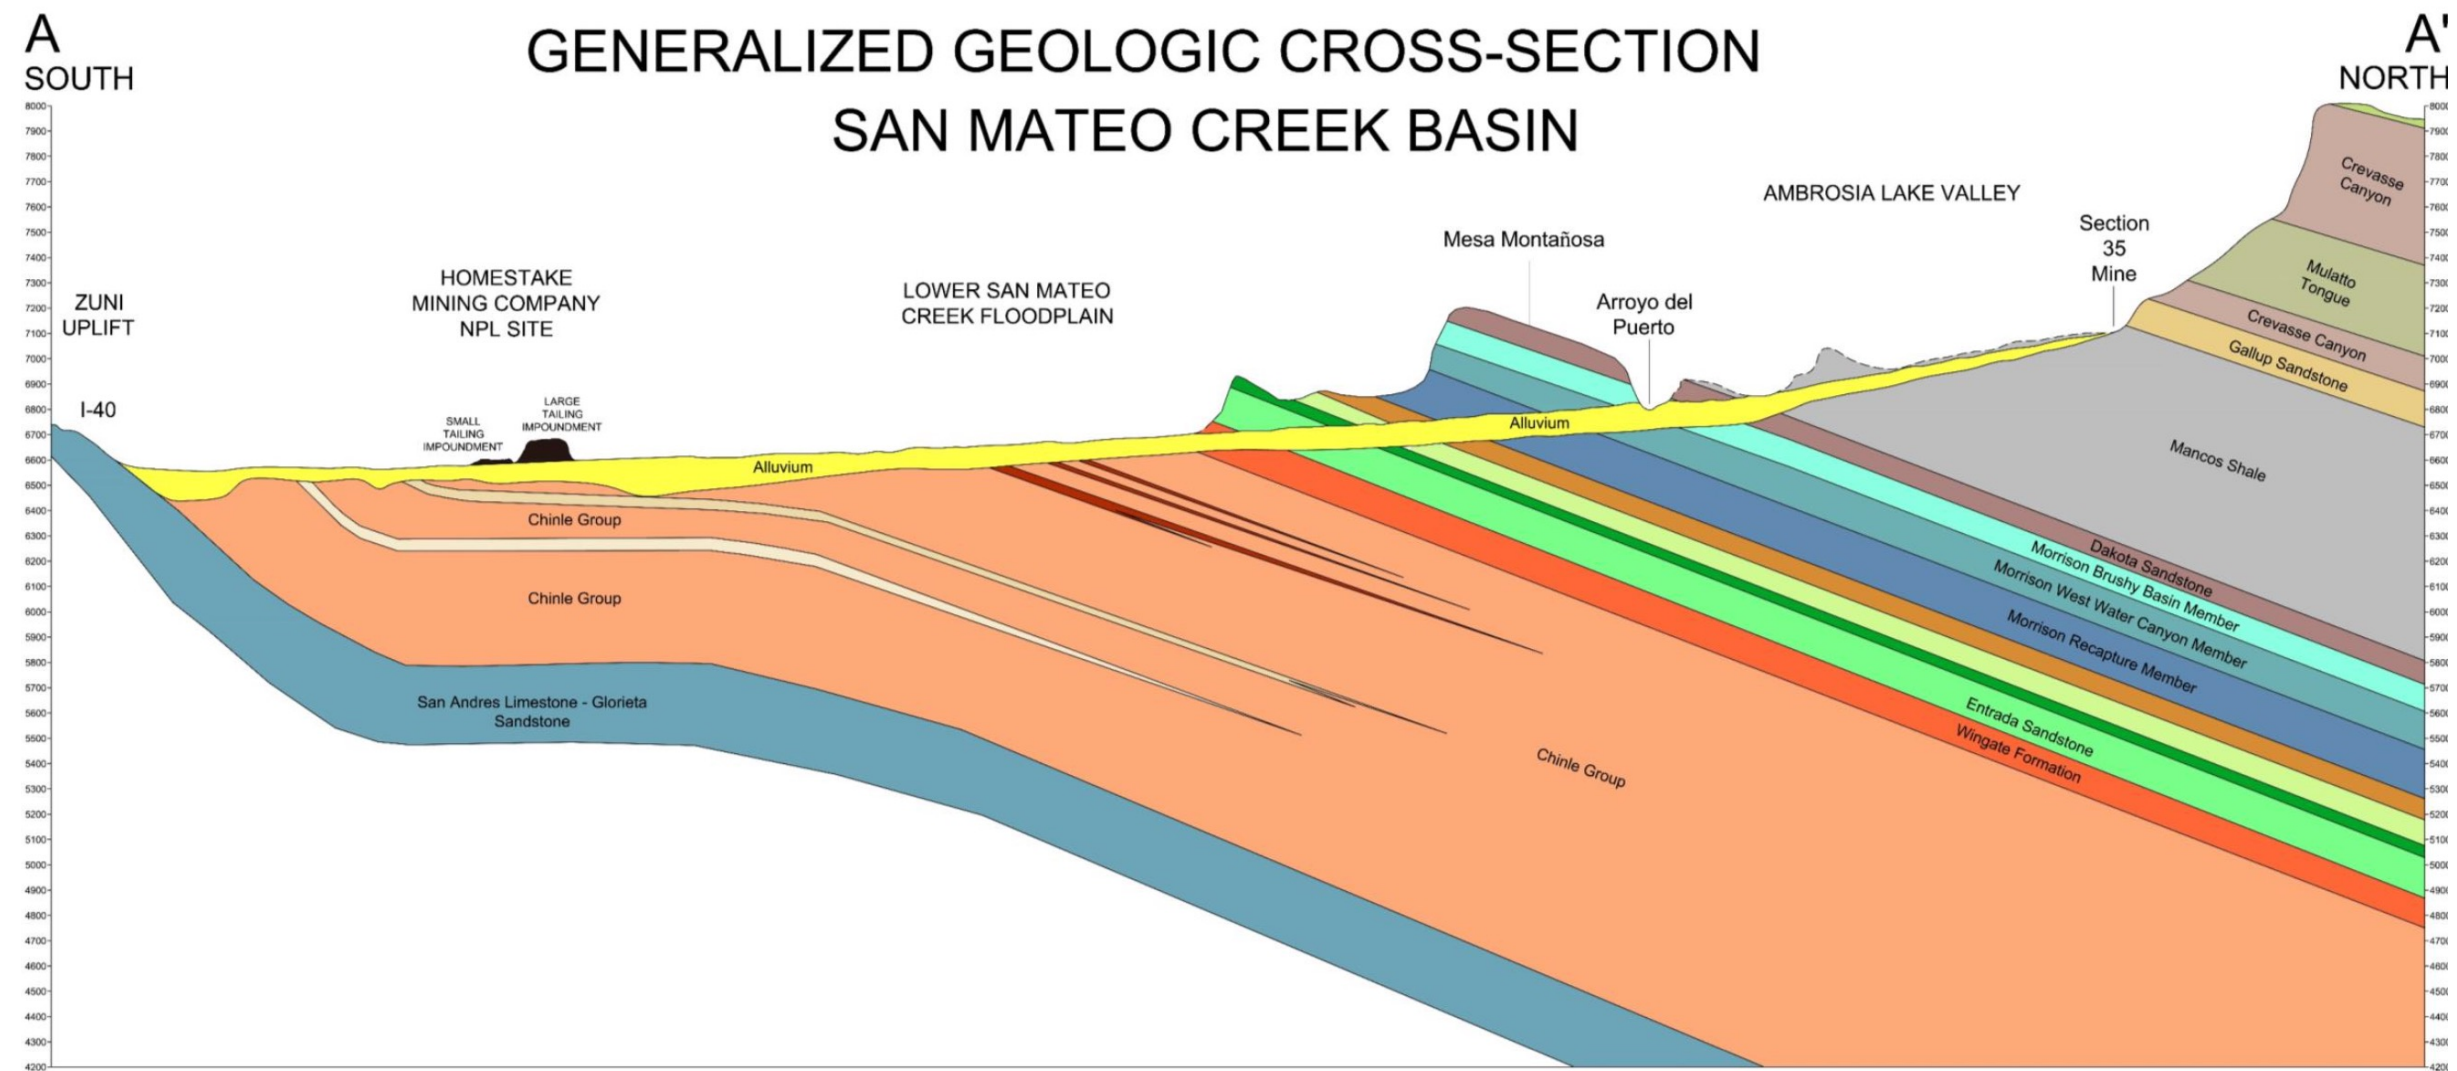 A
SOUTH
GENERALIZED GEOLOGIC CROSS-SECTION
SAN MATEO CREEK BASIN
A'
NORTH
8000
7900
7800
7700
7600
7500
7400
7300
7200
7100
7000
6900
6800
6700
6600
6500
6400
6300
6200
6100
6000
5900
5800
5700
5600
5500
5400
5300
5200
5100
5000
4900
4800
4700
4600
4500
4400
4300
4200
ZUNI
UPLIFT
I-40
HOMESTAKE
MINING COMPANY
NPL SITE
SMALL
TAILING
IMPOUNDMENT
LARGE
TAILING
IMPOUNDMENT
LOWER SAN MATEO
CREEK FLOODPLAIN
Mesa Montañosa
Arroyo del
Puerto
AMBROSIA LAKE VALLEY
Section
35
Mine
Crevasse
Canyon
Mulatto
Tongue
Crevasse Canyon
Gallup Sandstone
Mancos Shale
Alluvium
Alluvium
Chinle Group
Chinle Group
San Andres Limestone - Glorieta
Sandstone
Chinle Group
Dakota Sandstone
Morrison Brushy Basin Member
Morrison West Water Canyon Member
Morrison Recapture Member
Entrada Sandstone
Wingate Formation